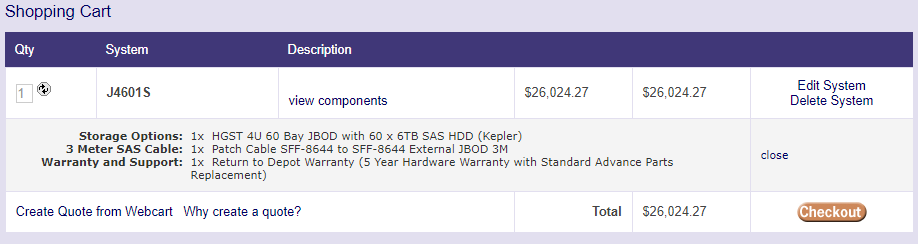 Shopping Cart
Qty System Description
1 J4601S view components $26,024.27 $26,024.27 Edit System
Delete System
Storage Options: 1x HGST 4U 60 Bay JBOD with 60 x 6TB SAS HDD (Kepler)
3 Meter SAS Cable: 1x Patch Cable SFF-8644 to SFF-8644 External JBOD 3M
Warranty and Support: 1x Return to Depot Warranty (5 Year Hardware Warranty with Standard Advance Parts
Replacement)
close
Create Quote from Webcart Why create a quote? Total $26,024.27 Checkout